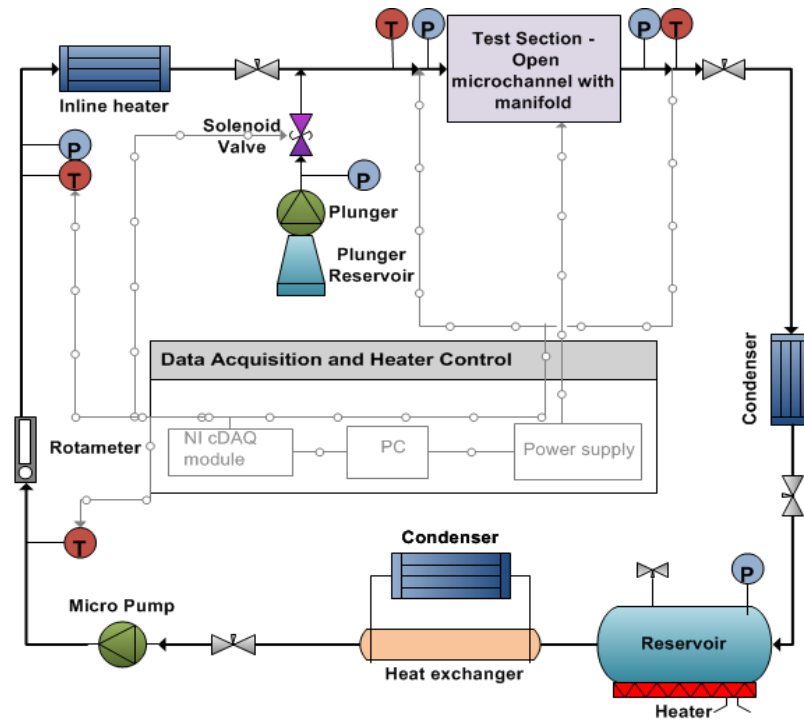 T
P
P
T
Test Section -
Open
microchannel with
manifold
Inline heater
Solenoid
Valve
P
T
P
Plunger
Plunger
Reservoir
Data Acquisition and Heater Control
Condenser
Rotameter
NI cDAQ
module
PC
Power supply
T
Condenser
P
Micro Pump
Reservoir
Heat exchanger
Heater